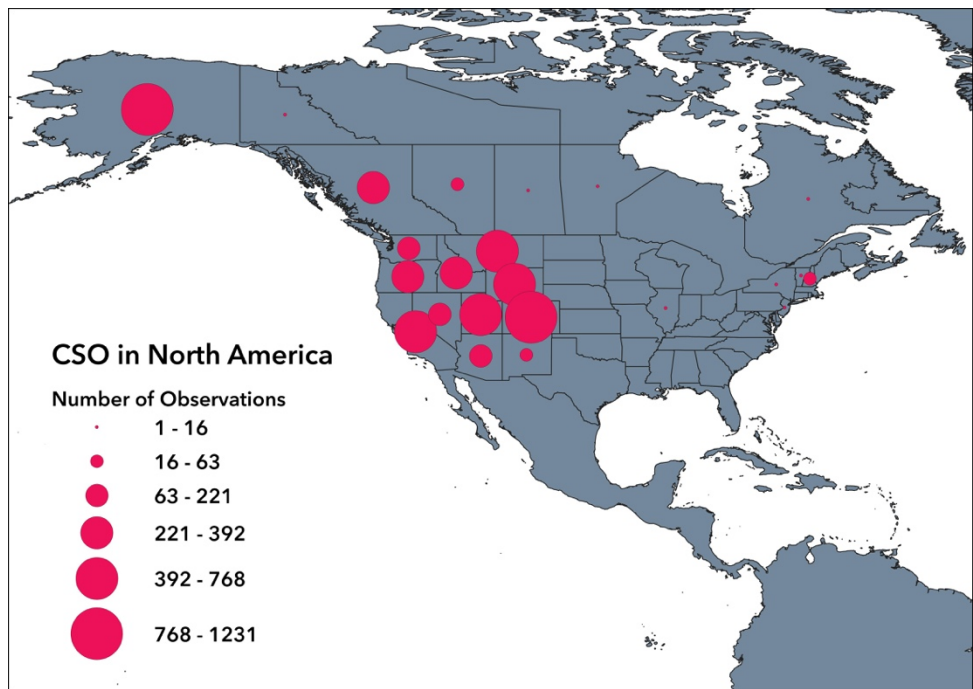 CSO in North America
Number of Observations
1 - 16
16 - 63
63 - 221
221 - 392
392 - 768
768 - 1231